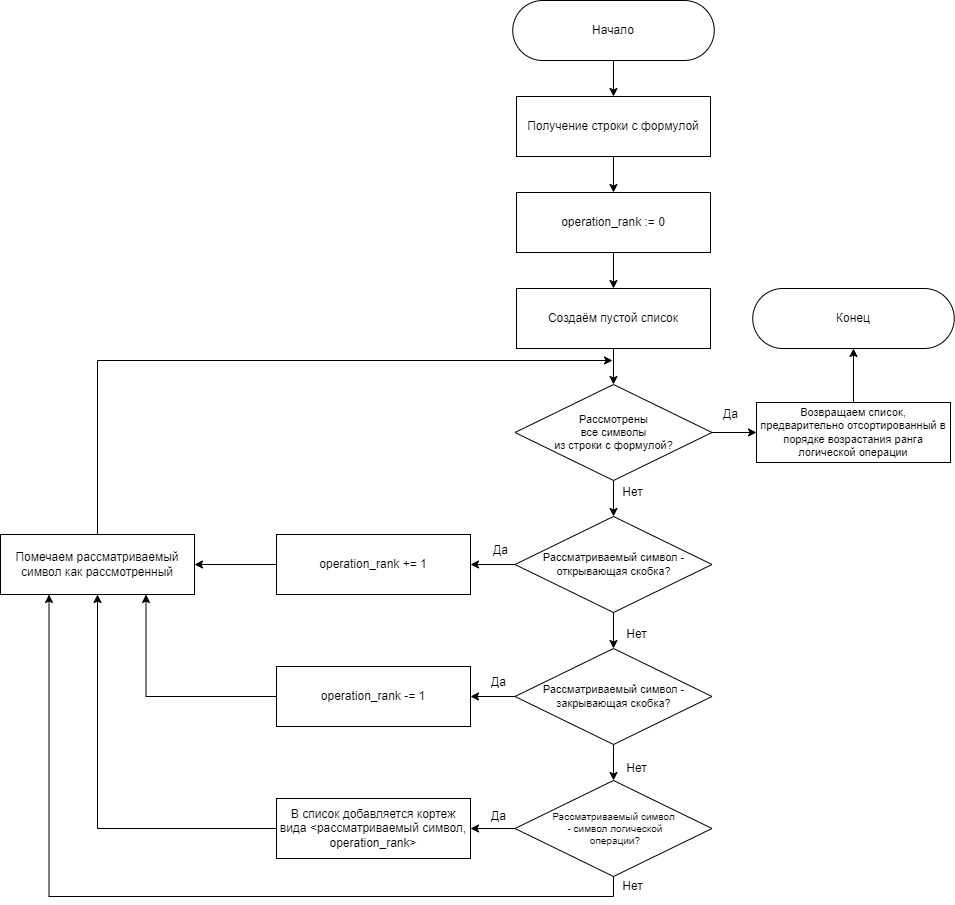 Начало
Получение строки с формулой
operation_rank := 0
Создаём пустой список
Конец
Рассмотрены
все символы
из строки с формулой?
Да
Возвращаем список,
предварительно отсортированный в
порядке возрастания ранга
логической операции
Нет
Помечаем рассматриваемый
символ как рассмотренный
operation_rank += 1
Да
Рассматриваемый символ -
открывающая скобка?
Нет
operation_rank -= 1
Да
Рассматриваемый символ -
закрывающая скобка?
Нет
В список добавляется кортеж
вида <рассматриваемый символ,
operation_rank>
Да
Рассматриваемый символ
- символ логической
операции?
Нет